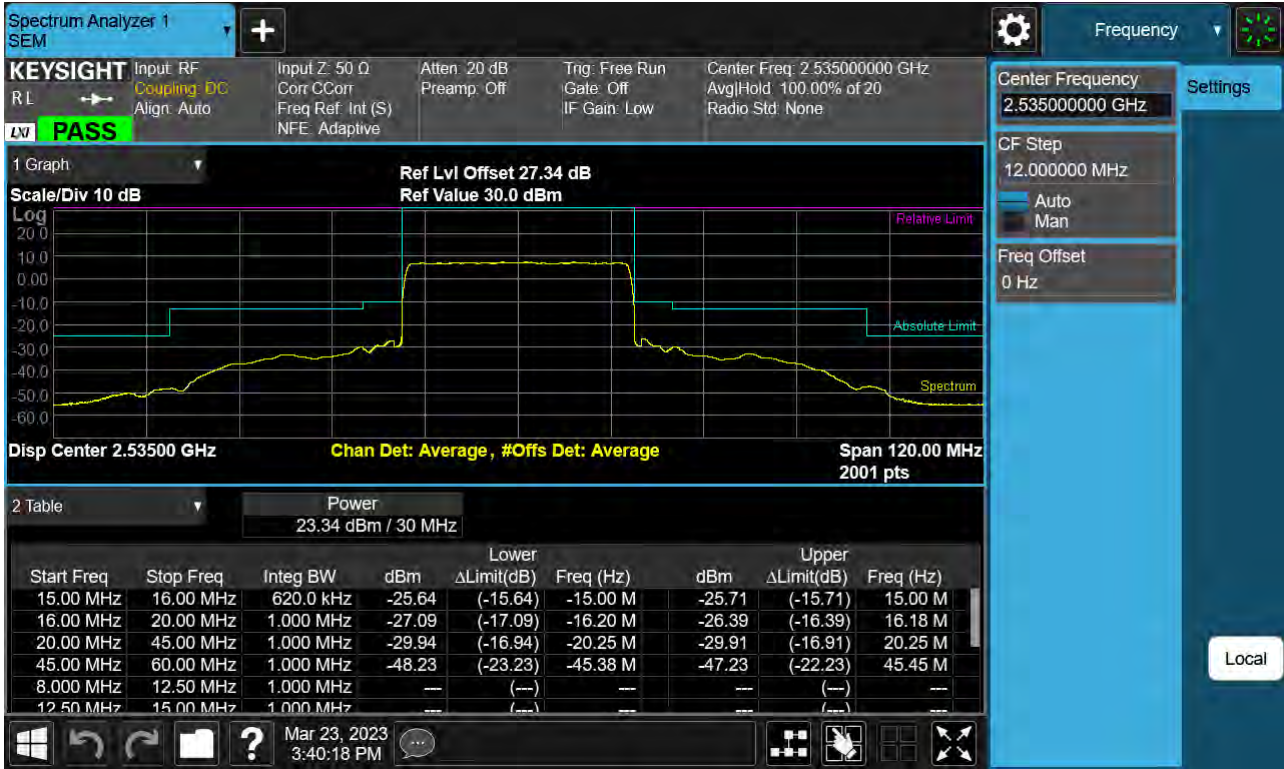 Spectrum Analyzer 1
SEM
Frequency
KEYSIGHT
R L
LXI
PASS
Input: RF
Coupling: DC
Align: Auto
Input Z: 50 Ω
Corr CCorr
Freq Ref: Int (S)
NFE: Adaptive
Atten: 20 dB
Preamp: Off
Trig: Free Run
Gate: Off
IF Gain: Low
Center Freq: 2.535000000 GHz
Avg|Hold: 100.00% of 20
Radio Std: None
Center Frequency
2.535000000 GHz
Settings
CF Step
12.000000 MHz
Auto
Man
Freq Offset
0 Hz
Local
1 Graph
Scale/Div 10 dB
Ref Lvl Offset 27.34 dB
Ref Value 30.0 dBm
Log
20.0
10.0
0.00
-10.0
-20.0
-30.0
-40.0
-50.0
-60.0
Relative Limit
Absolute Limit
Spectrum
Disp Center 2.53500 GHz Chan Det: Average , #Offs Det: Average Span 120.00 MHz
2001 pts
2 Table
Power
23.34 dBm / 30 MHz
Lower Upper
Start Freq Stop Freq Integ BW dBm ΔLimit(dB) Freq (Hz) dBm ΔLimit(dB) Freq (Hz)
15.00 MHz 16.00 MHz 620.0 kHz -25.64 (-15.64) -15.00 M -25.71 (-15.71) 15.00 M
16.00 MHz 20.00 MHz 1.000 MHz -27.09 (-17.09) -16.20 M -26.39 (-16.39) 16.18 M
20.00 MHz 45.00 MHz 1.000 MHz -29.94 (-16.94) -20.25 M -29.91 (-16.91) 20.25 M
45.00 MHz 60.00 MHz 1.000 MHz -48.23 (-23.23) -45.38 M -47.23 (-22.23) 45.45 M
8.000 MHz 12.50 MHz 1.000 MHz --- (---) --- --- (---) ---
12.50 MHz 15.00 MHz 1.000 MHz --- (---) --- --- (---) ---
?
Mar 23, 2023
3:40:18 PM